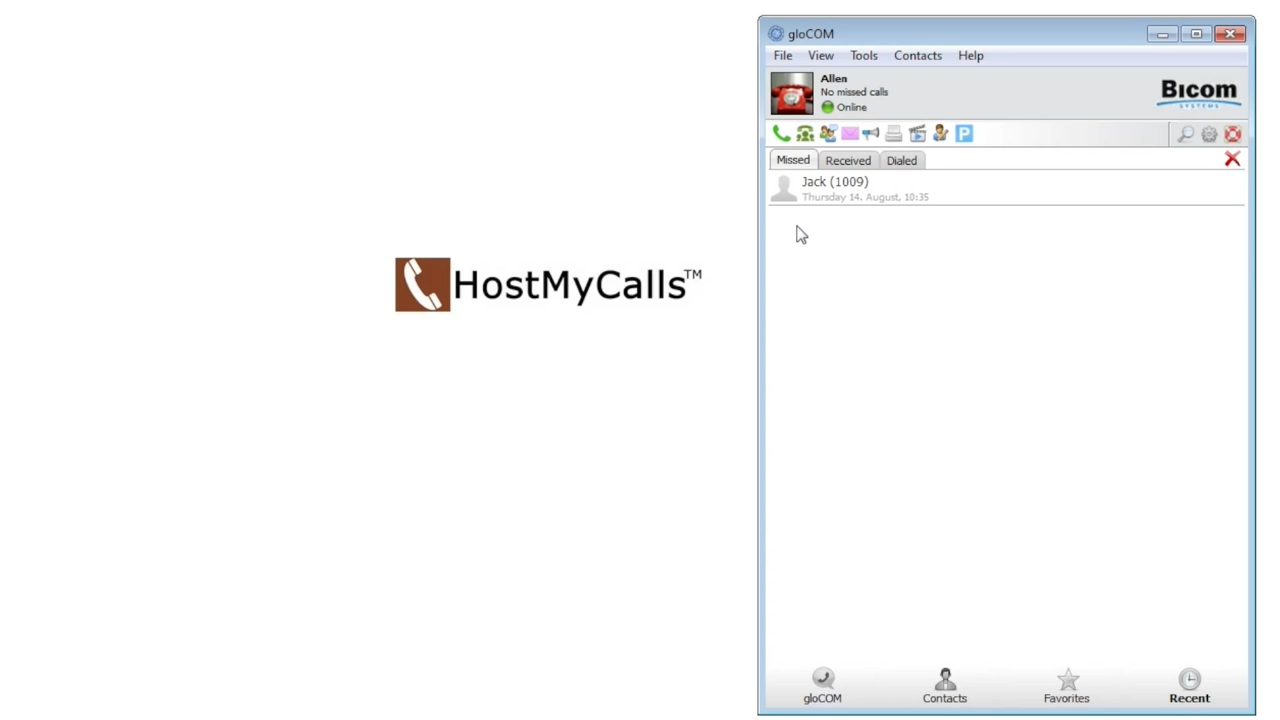 gloCOM
File View Tools Contacts Help
Allen
No missed calls
Online
Bicom
SYSTEMS
P
Missed Received Dialed
Jack (1009)
Thursday 14. August, 10:35
HostMyCalls™
gloCOM Contacts Favorites Recent